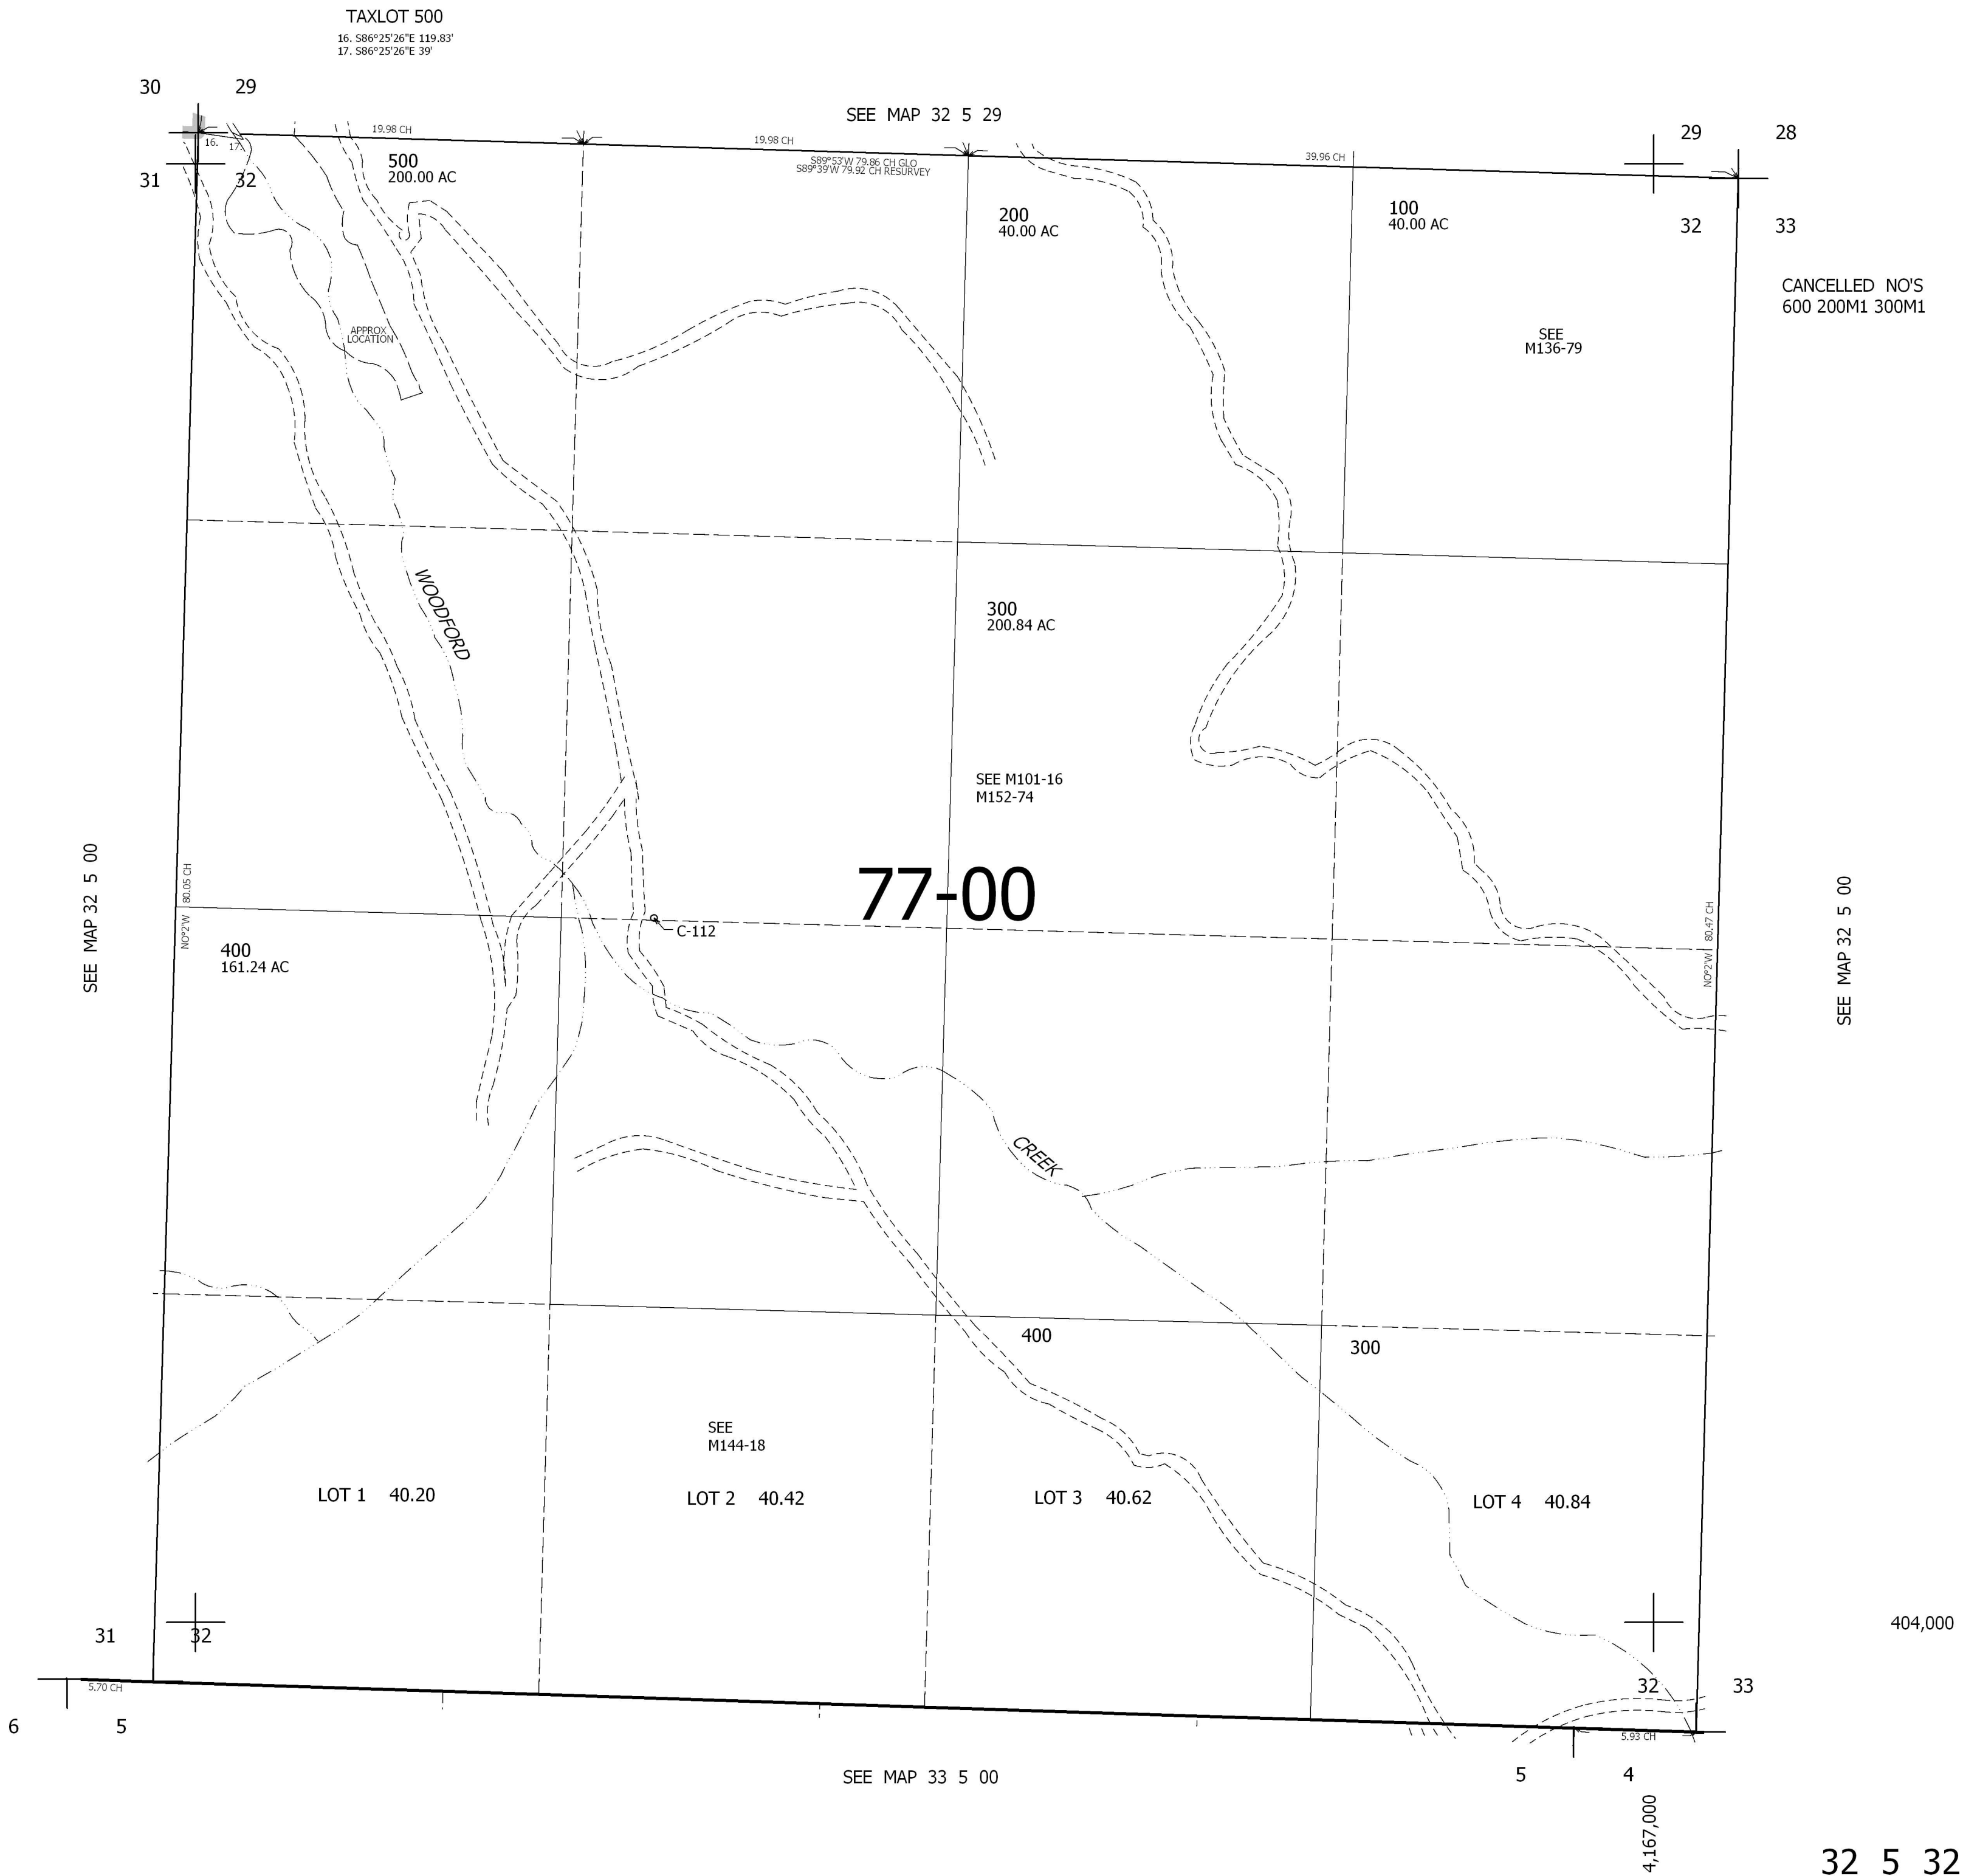 TAXLOT 500
16. S86°25'26"E 119.83'
17. S86°25'26"E 39'
30 29
SEE MAP 32 5 29
29 28
19.98 CH
19.98 CH
39.96 CH
16. 17.
S89°53'W 79.86 CH GLO
S89°39'W 79.92 CH RESURVEY
31 32
500
200.00 AC
200
40.00 AC
100
40.00 AC
32 33
CANCELLED NO'S
600 200M1 300M1
APPROX
LOCATION
SEE
M136-79
WOODFORD
300
200.84 AC
SEE M101-16
M152-74
77-00
SEE MAP 32 5 00
N0°2'W 80.05 CH
C-112
400
161.24 AC
N0°2'W 80.47 CH
SEE MAP 32 5 00
CREEK
400
300
SEE
M144-18
LOT 1 40.20
LOT 2 40.42
LOT 3 40.62
LOT 4 40.84
31 32
404,000
32 33
5.70 CH
6 5
5.93 CH
SEE MAP 33 5 00
5 4
4,167,000
32 5 32